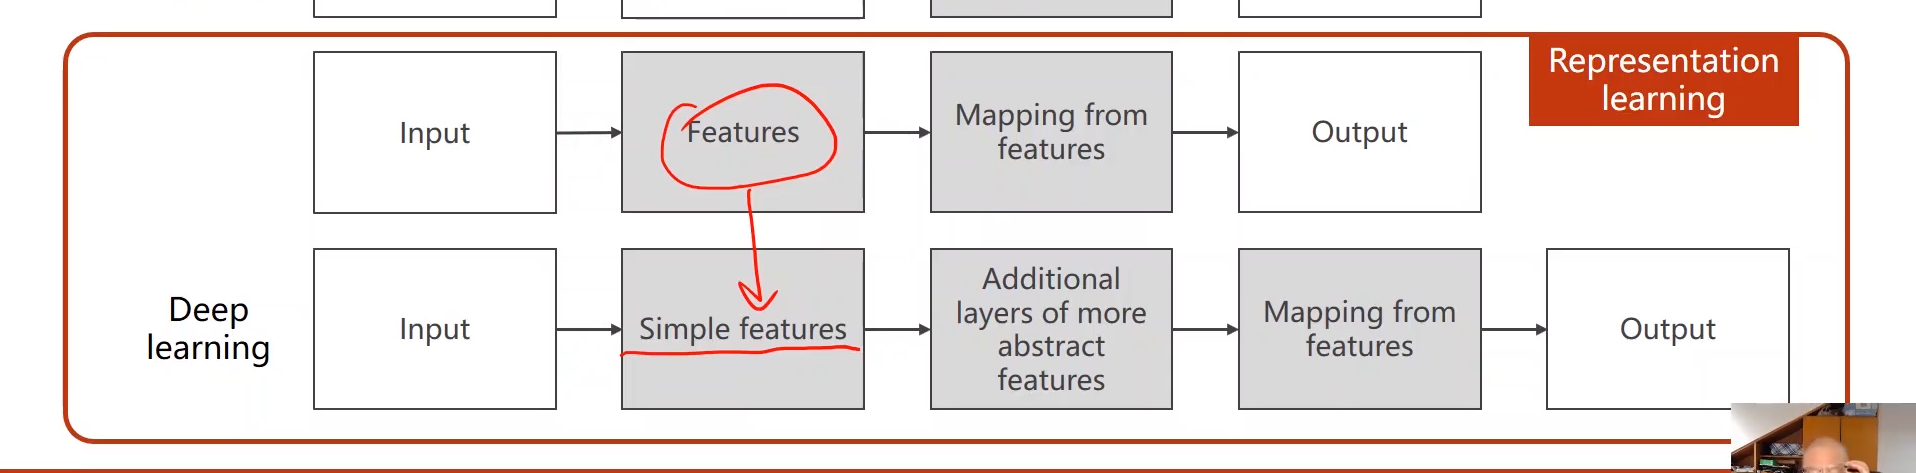 Representation
learning
Input
Features
Mapping from
features
Output
Deep
learning
Input
Simple features
Additional
layers of more
abstract
features
Mapping from
features
Output